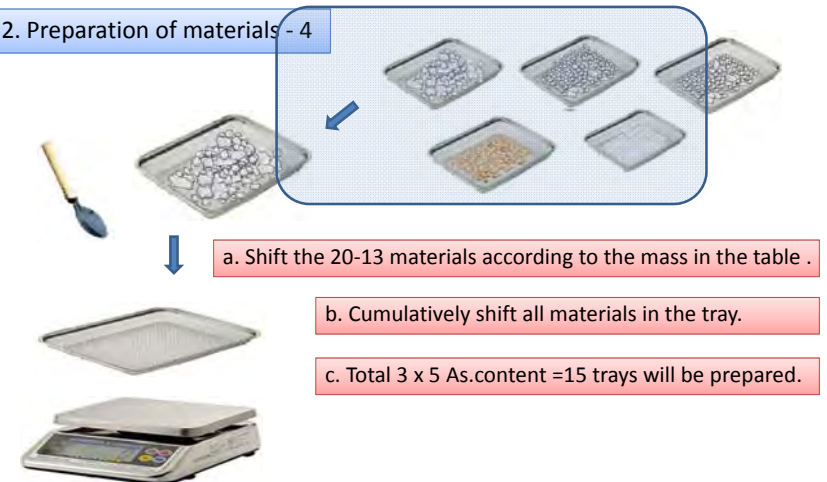 2. Preparation of materials - 4
a. Shift the 20-13 materials according to the mass in the table .
b. Cumulatively shift all materials in the tray.
c. Total 3 x 5 As.content =15 trays will be prepared.